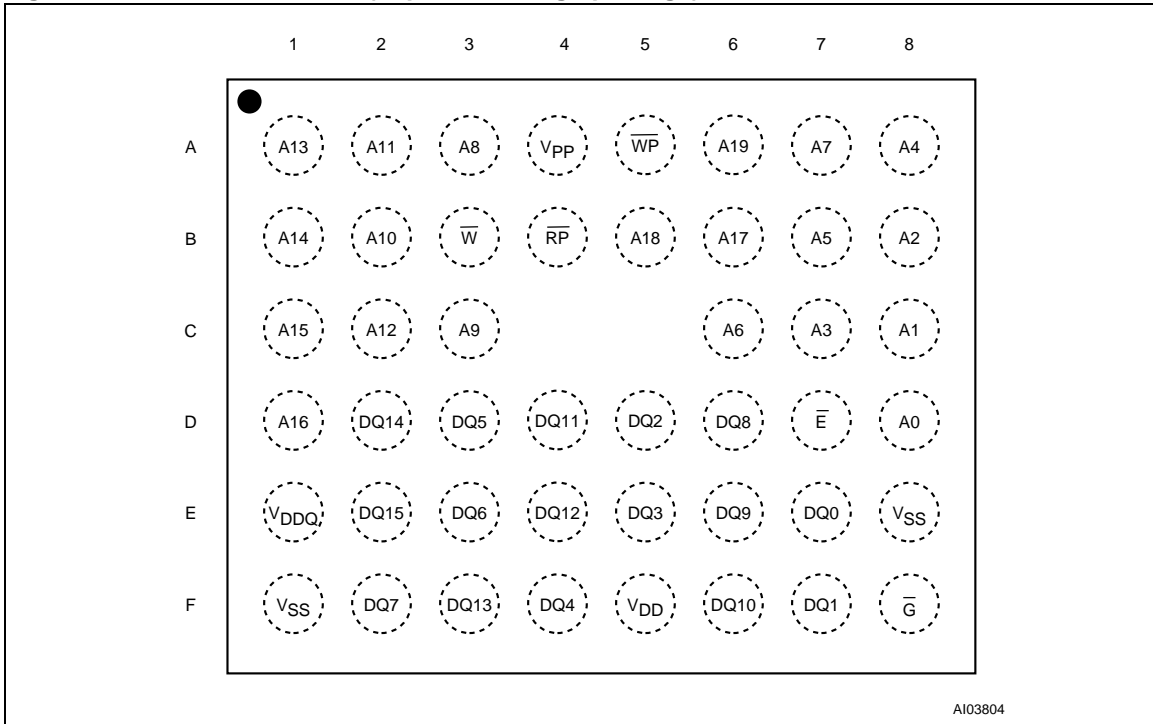 1 2 3 4 5 6 7 8
A A13 A11 A8 VPP W̅P̅ A19 A7 A4
B A14 A10 W̅ R̅P̅ A18 A17 A5 A2
C A15 A12 A9 A6 A3 A1
D A16 DQ14 DQ5 DQ11 DQ2 DQ8 E̅ A0
E VDDQ DQ15 DQ6 DQ12 DQ3 DQ9 DQ0 VSS
F VSS DQ7 DQ13 DQ4 VDD DQ10 DQ1 G̅
AI03804